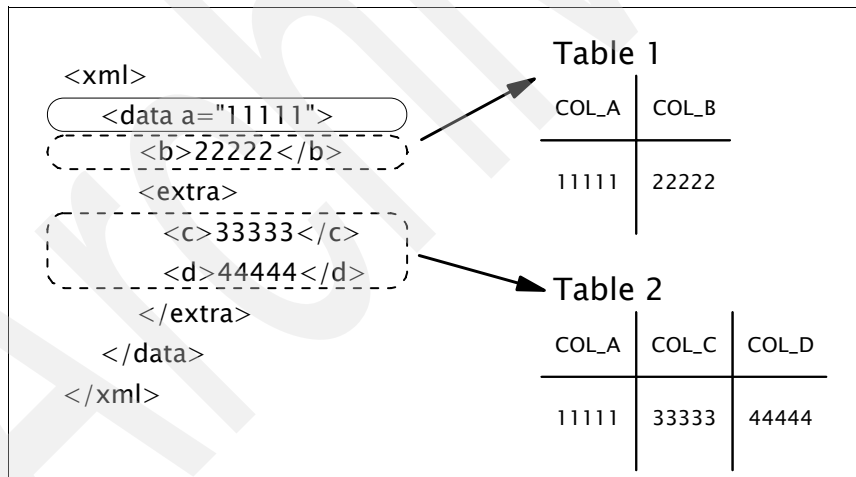 <xml>
<data a="11111">
<b>22222</b>
<extra>
<c>33333</c>
<d>44444</d>
</extra>
</data>
</xml>
Table 1
COL_A COL_B
11111 22222
Table 2
COL_A COL_C COL_D
11111 33333 44444